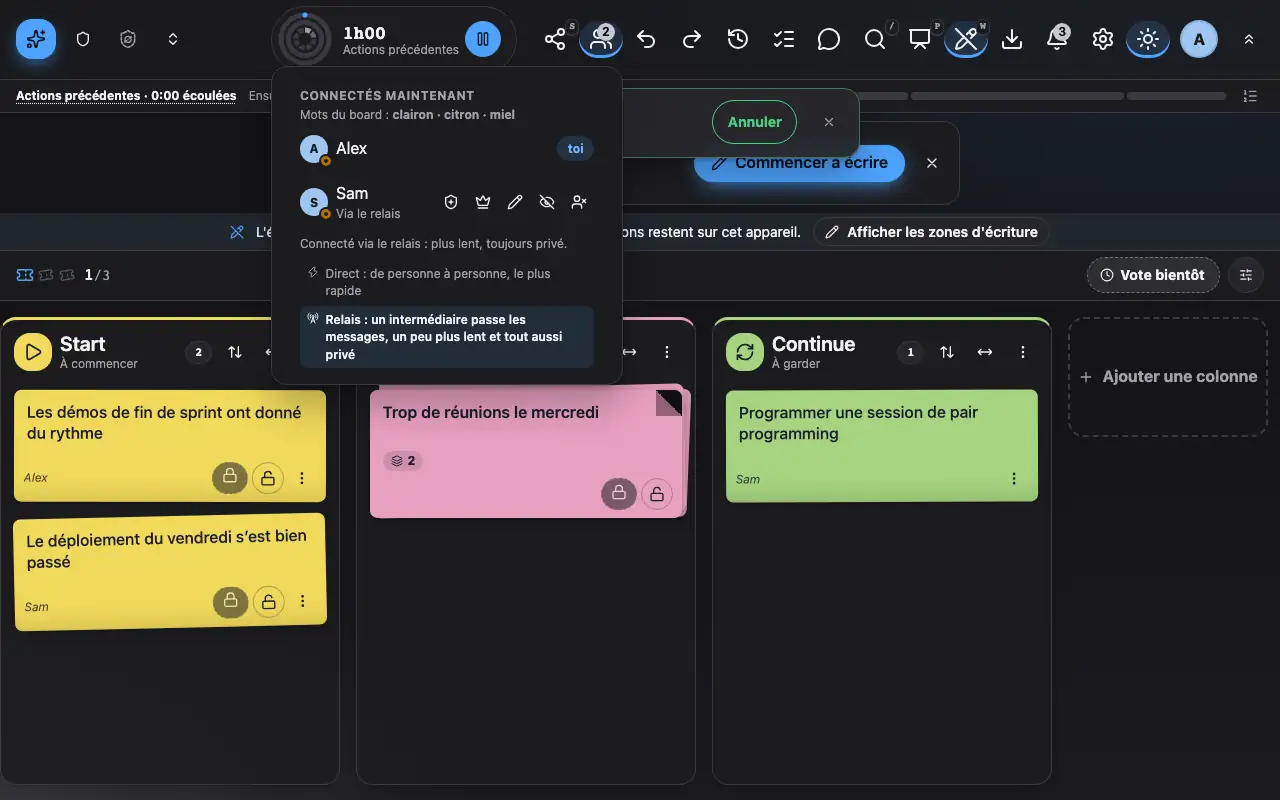 1h00
Actions précédentes
S
2
/
P
W
3
A
Actions précédentes · 0:00 écoulées
CONNECTÉS MAINTENANT
Mots du board : clairon · citron · miel
A
Alex
toi
S
Sam
Via le relais
Connecté via le relais : plus lent, toujours privé.
Direct : de personne à personne, le plus
rapide
Relais : un intermédiaire passe les
messages, un peu plus lent et tout aussi
privé
Annuler
Commencer à écrire
L'é
ons restent sur cet appareil.
Afficher les zones d'écriture
1/3
Vote bientôt
Start
À commencer
2
Les démos de fin de sprint ont donné
du rythme
Alex
Le déploiement du vendredi s’est bien
passé
Sam
Trop de réunions le mercredi
2
Continue
À garder
1
Programmer une session de pair
programming
Sam
Ajouter une colonne